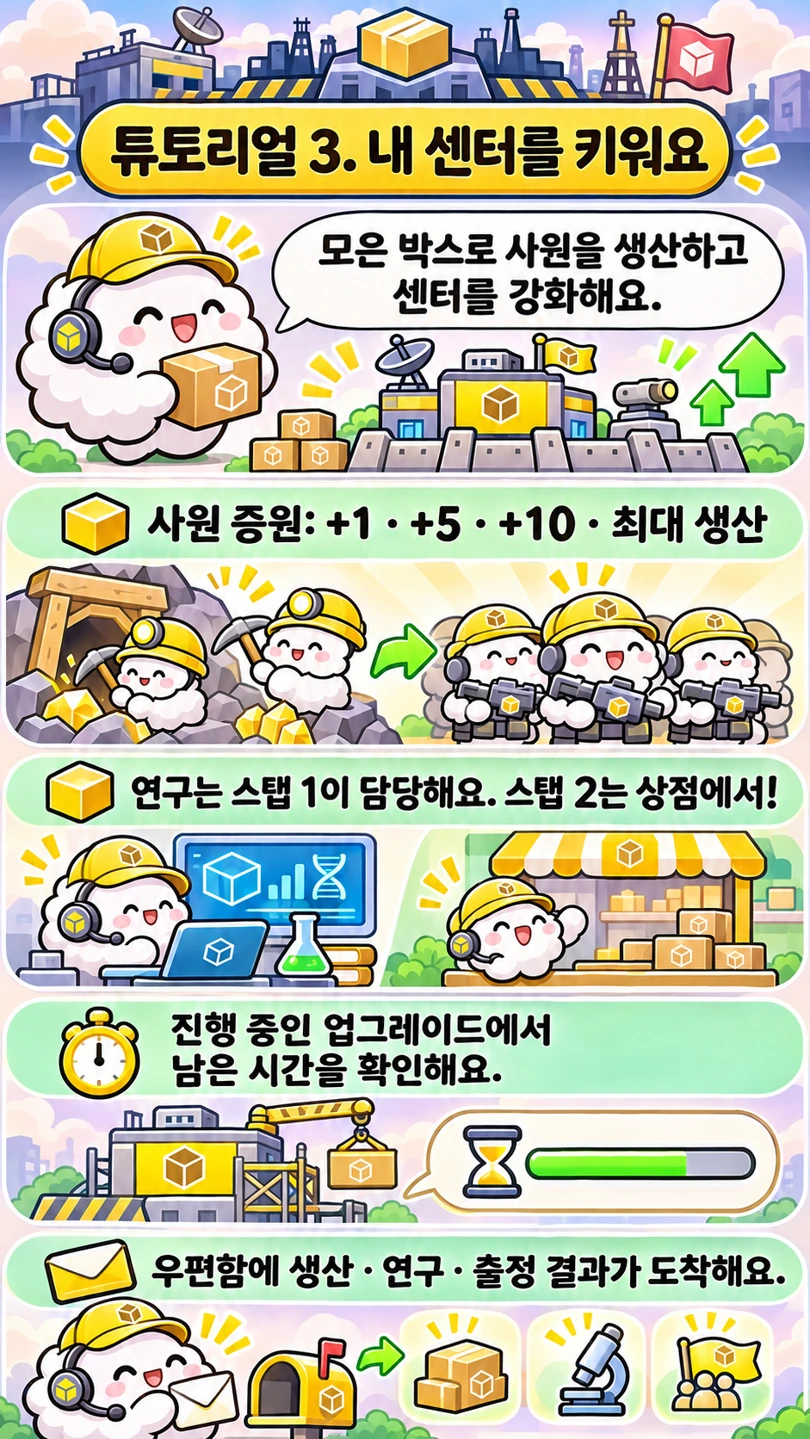 튜토리얼 3. 내 센터를 키워요
모은 박스로 사원을 생산하고
센터를 강화해요.
사원 증원: +1 · +5 · +10 · 최대 생산
연구는 스탭 1이 담당해요. 스탭 2는 상점에서!
진행 중인 업그레이드에서
남은 시간을 확인해요.
우편함에 생산 · 연구 · 출정 결과가 도착해요.